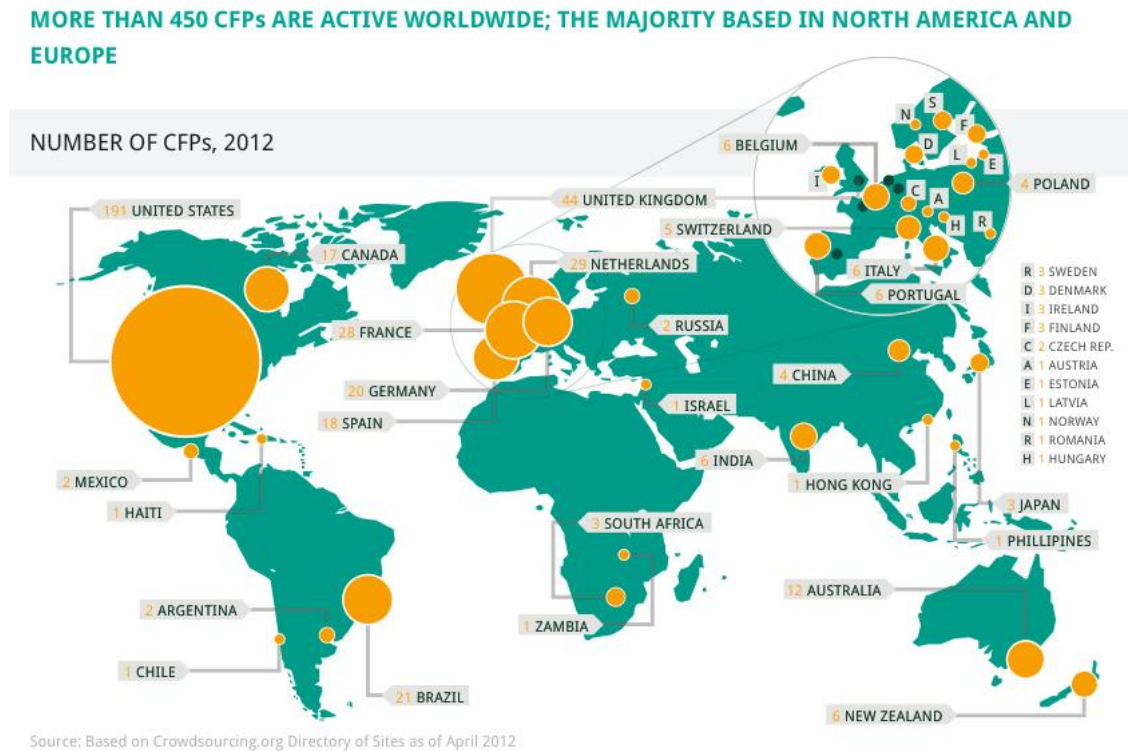 MORE THAN 450 CFPs ARE ACTIVE WORLDWIDE; THE MAJORITY BASED IN NORTH AMERICA AND
EUROPE
NUMBER OF CFPs, 2012
191 UNITED STATES
17 CANADA
44 UNITED KINGDOM
29 NETHERLANDS
28 FRANCE
20 GERMANY
18 SPAIN
2 RUSSIA
1 ISRAEL
6 BELGIUM
5 SWITZERLAND
6 ITALY
6 PORTUGAL
4 POLAND
N
S
F
D
L
E
I
C
A
H
R
R 3 SWEDEN
D 3 DENMARK
I 3 IRELAND
F 3 FINLAND
C 2 CZECH REP.
A 1 AUSTRIA
E 1 ESTONIA
L 1 LATVIA
N 1 NORWAY
R 1 ROMANIA
H 1 HUNGARY
4 CHINA
6 INDIA
1 HONG KONG
3 JAPAN
1 PHILLIPINES
2 MEXICO
1 HAITI
3 SOUTH AFRICA
1 ZAMBIA
2 ARGENTINA
1 CHILE
21 BRAZIL
12 AUSTRALIA
6 NEW ZEALAND
Source: Based on Crowdsourcing.org Directory of Sites as of April 2012